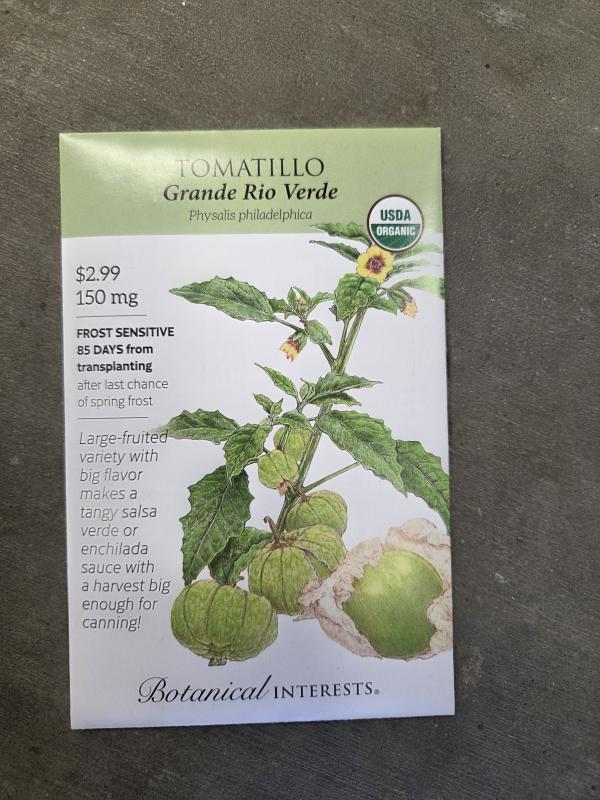 TOMATILLO
Grande Rio Verde
Physalis philadelphica
USDA
ORGANIC
$2.99
150 mg
FROST SENSITIVE
85 DAYS from
transplanting
after last chance
of spring frost
Large-fruited
variety with
big flavor
makes a
tangy salsa
verde or
enchilada
sauce with
a harvest big
enough for
canning!
Botanical INTERESTS®